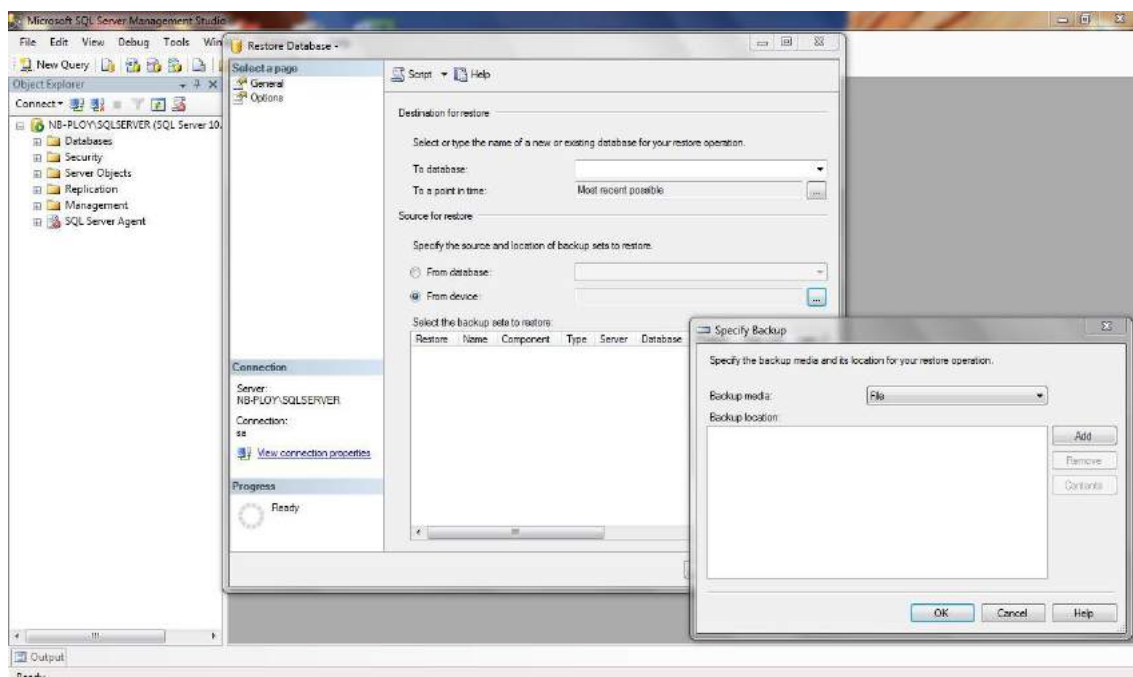 Microsoft SQL Server Management Studio
File Edit View Debug Tools Win
New Query
Object Explorer
Connect
NB-PLOY\SQLSERVER (SQL Server 10.
Databases
Security
Server Objects
Replication
Management
SQL Server Agent
Output
Restore Database -
Select a page
General
Options
Script Help
Destination for restore
Select or type the name of a new or existing database for your restore operation.
To database:
To a point in time: Most recent possible ...
Source for restore
Specify the source and location of backup sets to restore.
From database:
From device: ...
Select the backup sets to restore:
Restore Name Component Type Server Database
Connection
Server:
NB-PLOY\SQLSERVER
Connection:
sa
View connection properties
Progress
Ready
Specify Backup
Specify the backup media and its location for your restore operation.
Backup media: File
Backup location:
Add
Remove
Contents
OK Cancel Help